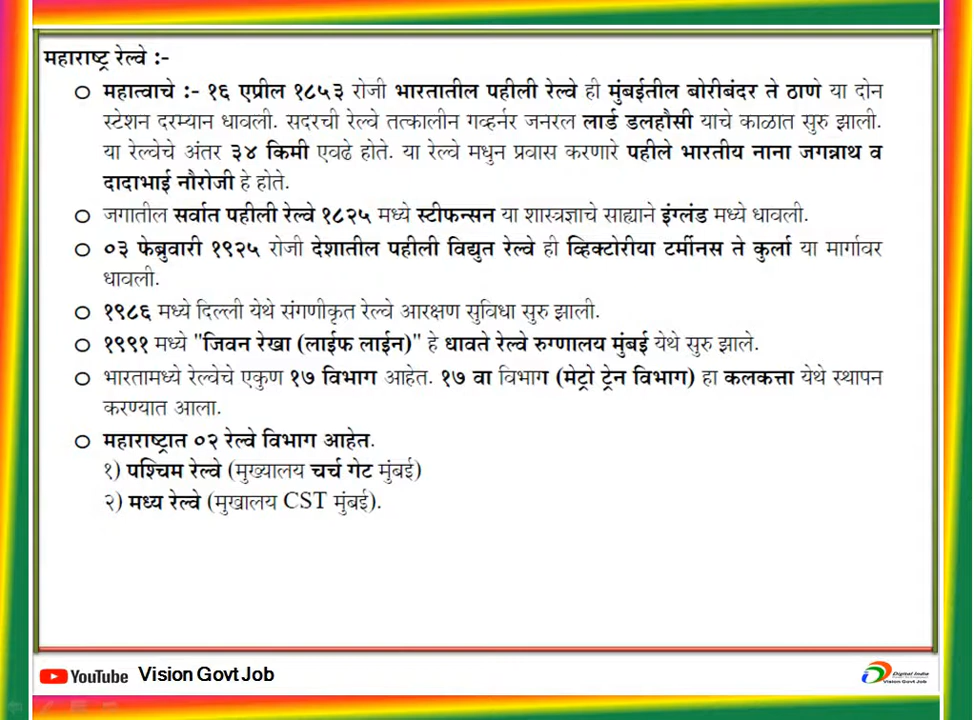 महाराष्ट्र रेल्वे :-
○ महात्वाचे :- १६ एप्रील १८५३ रोजी भारतातील पहीली रेल्वे ही मुंबईतील बोरीबंदर ते ठाणे या दोन
स्टेशन दरम्यान धावली. सदरची रेल्वे तत्कालीन गव्हर्नर जनरल लार्ड डलहौसी याचे काळात सुरु झाली.
या रेल्वेचे अंतर ३४ किमी एवढे होते. या रेल्वे मधुन प्रवास करणारे पहीले भारतीय नाना जगन्नाथ व
दादाभाई नौरोजी हे होते.
○ जगातील सर्वात पहीली रेल्वे १८२५ मध्ये स्टीफन्सन या शास्त्रज्ञाचे साह्याने इंग्लंड मध्ये धावली.
○ ०३ फेब्रुवारी १९२५ रोजी देशातील पहीली विद्युत रेल्वे ही व्हिक्टोरीया टर्मीनस ते कुर्ला या मार्गावर
धावली.
○ १९८६ मध्ये दिल्ली येथे संगणीकृत रेल्वे आरक्षण सुविधा सुरु झाली.
○ १९९१ मध्ये "जिवन रेखा (लाईफ लाईन)" हे धावते रेल्वे रुग्णालय मुंबई येथे सुरु झाले.
○ भारतामध्ये रेल्वेचे एकुण १७ विभाग आहेत. १७ वा विभाग (मेट्रो ट्रेन विभाग) हा कलकत्ता येथे स्थापन
करण्यात आला.
○ महाराष्ट्रात ०२ रेल्वे विभाग आहेत.
१) पश्चिम रेल्वे (मुख्यालय चर्च गेट मुंबई)
२) मध्य रेल्वे (मुखालय CST मुंबई).
YouTube Vision Govt Job
Digital India
Vision Govt Job